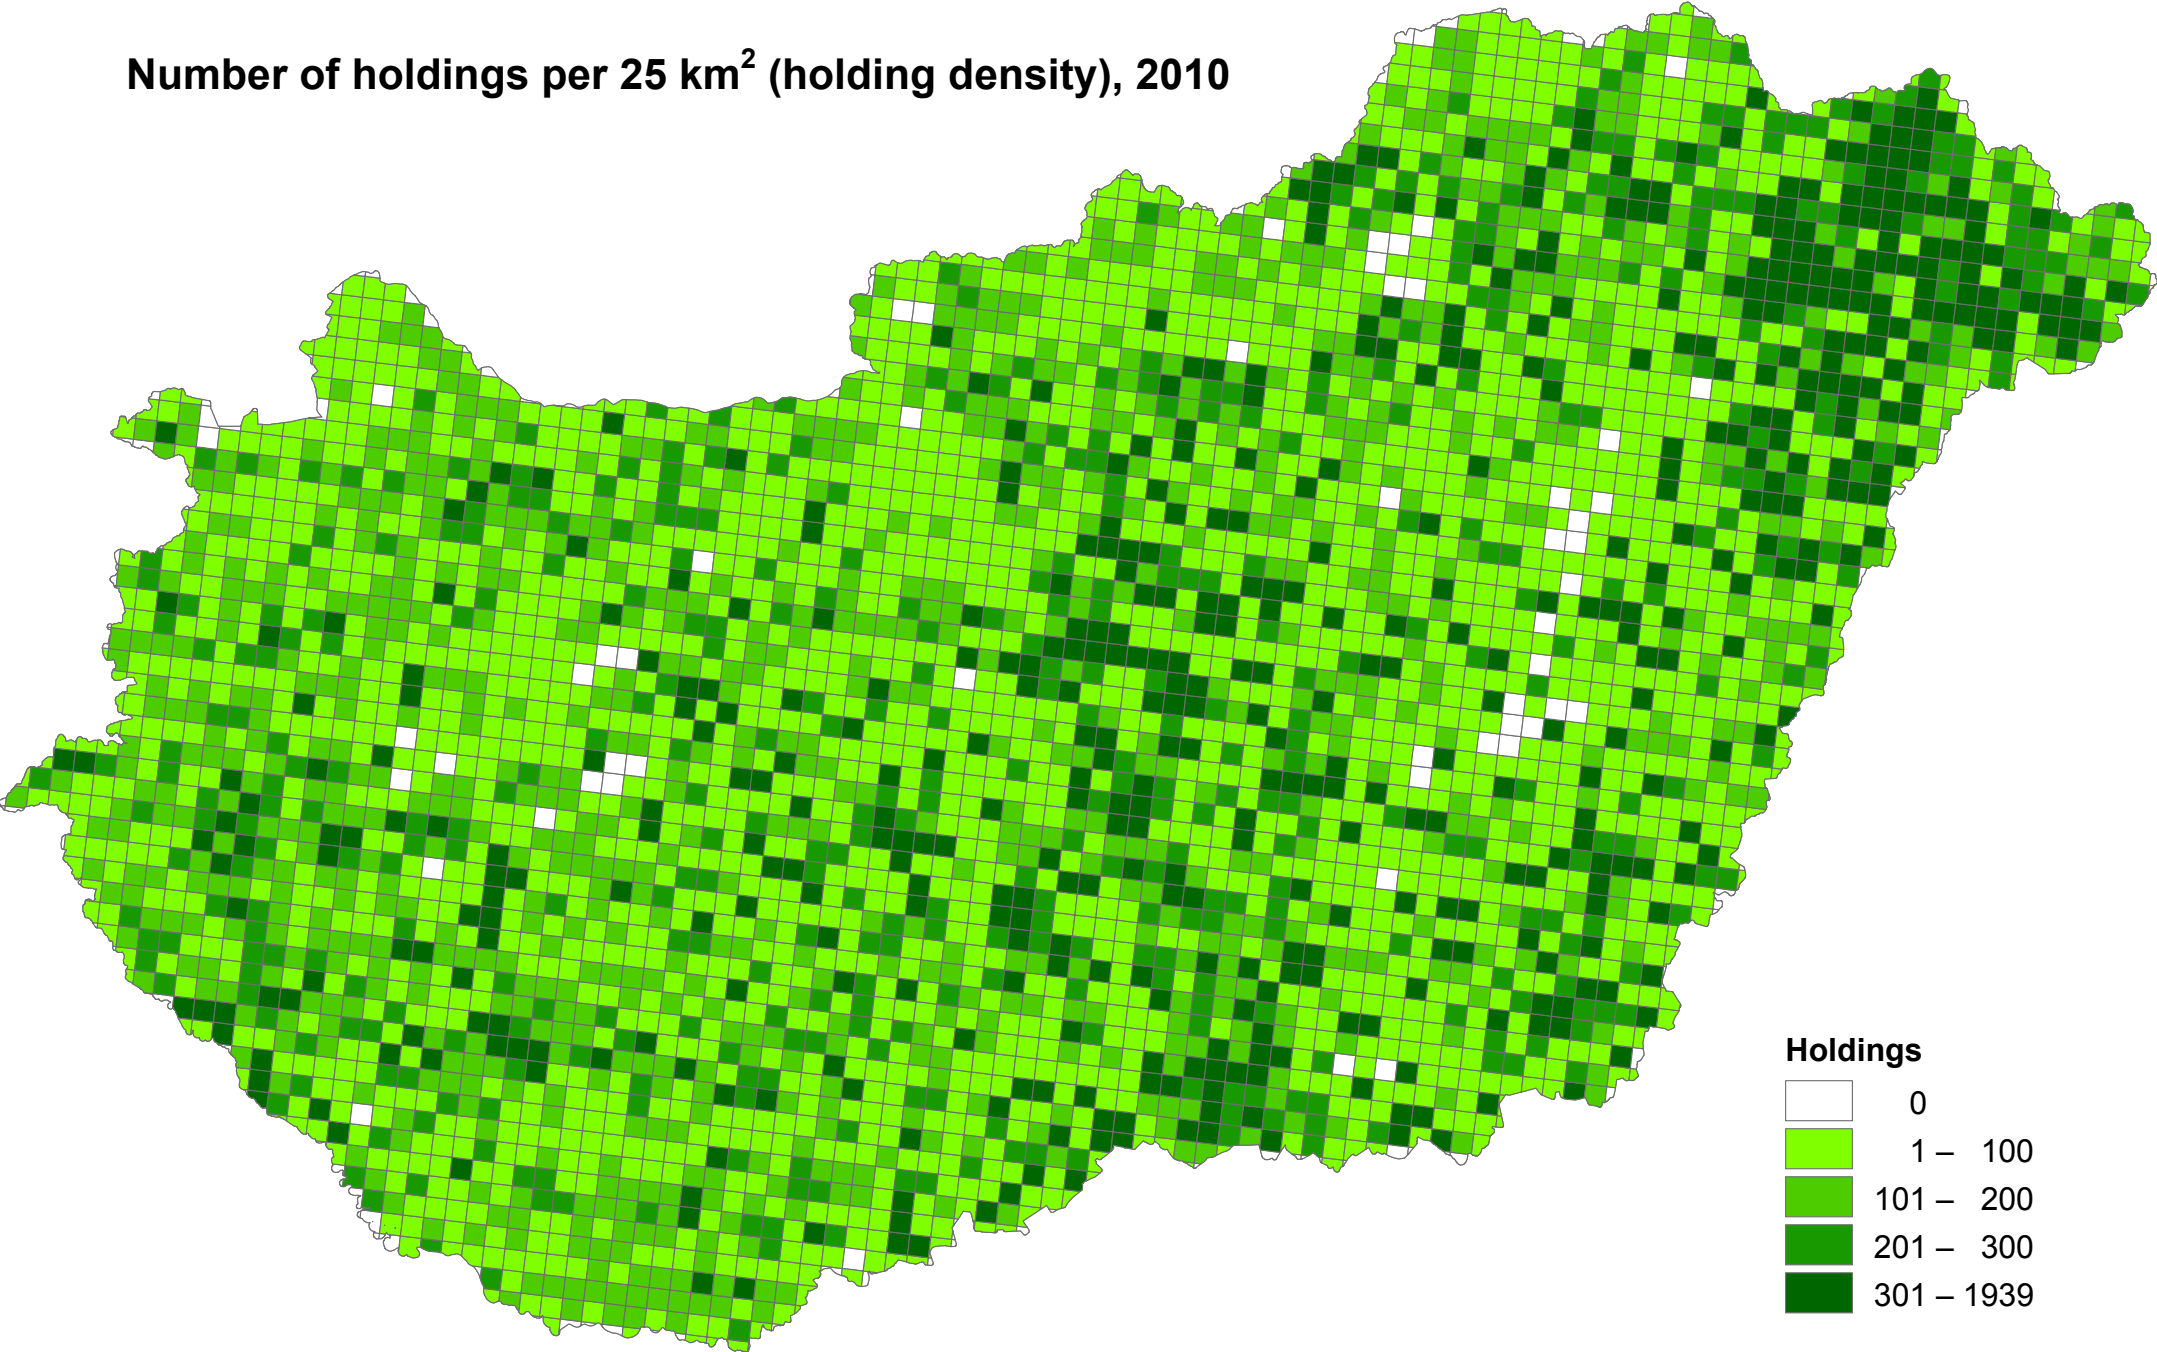 Number of holdings per 25 km² (holding density), 2010
Holdings
0
1 – 100
101 – 200
201 – 300
301 – 1939